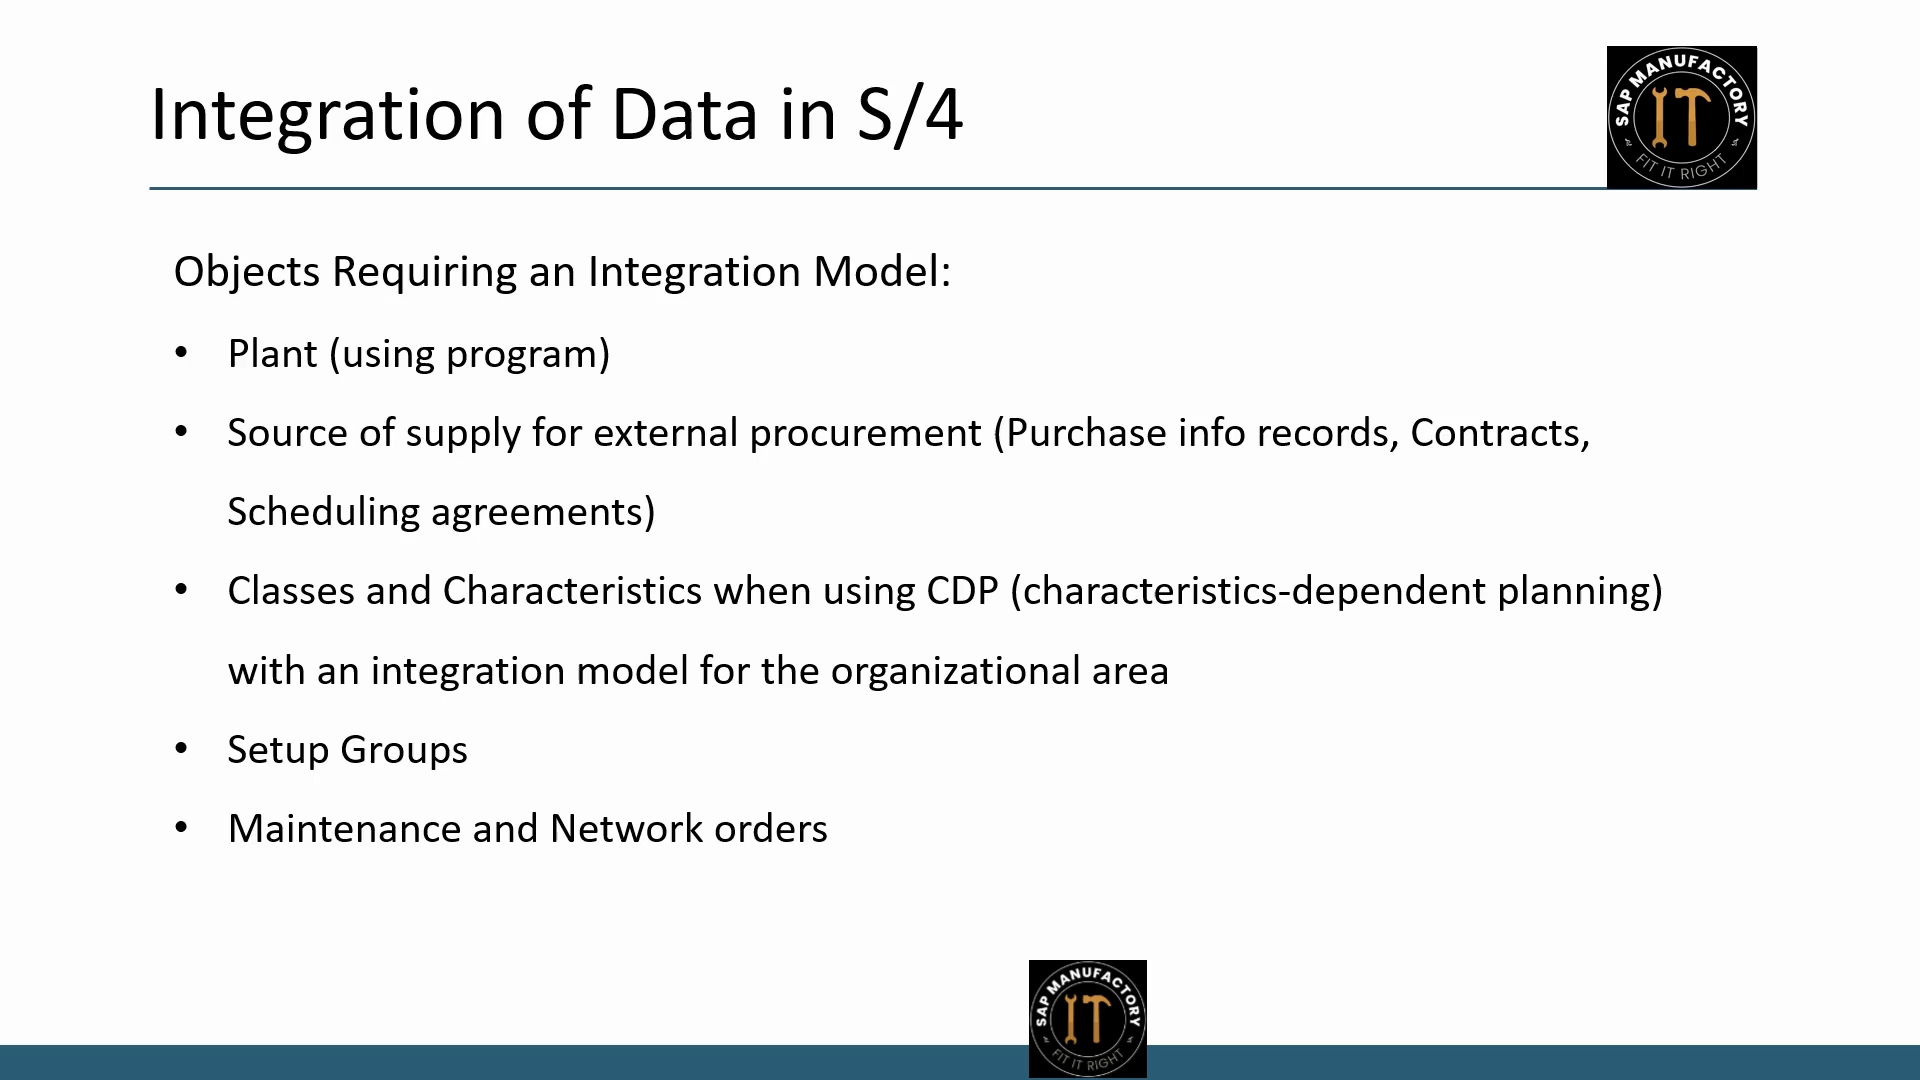 Integration of Data in S/4
SAP MANUFACTORY
IT
FIT IT RIGHT
Objects Requiring an Integration Model:
• Plant (using program)
• Source of supply for external procurement (Purchase info records, Contracts,
Scheduling agreements)
• Classes and Characteristics when using CDP (characteristics-dependent planning)
with an integration model for the organizational area
• Setup Groups
• Maintenance and Network orders
SAP MANUFACTORY
IT
FIT IT RIGHT